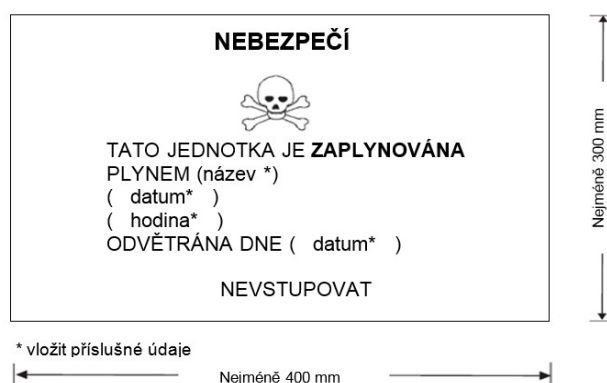 NEBEZPEČÍ
TATO JEDNOTKA JE ZAPLYNOVÁNA
PLYNEM (název *)
( datum* )
( hodina* )
ODVĚTRÁNA DNE ( datum* )
NEVSTUPOVAT
Nejméně 300 mm
* vložit příslušné údaje
Nejméně 400 mm